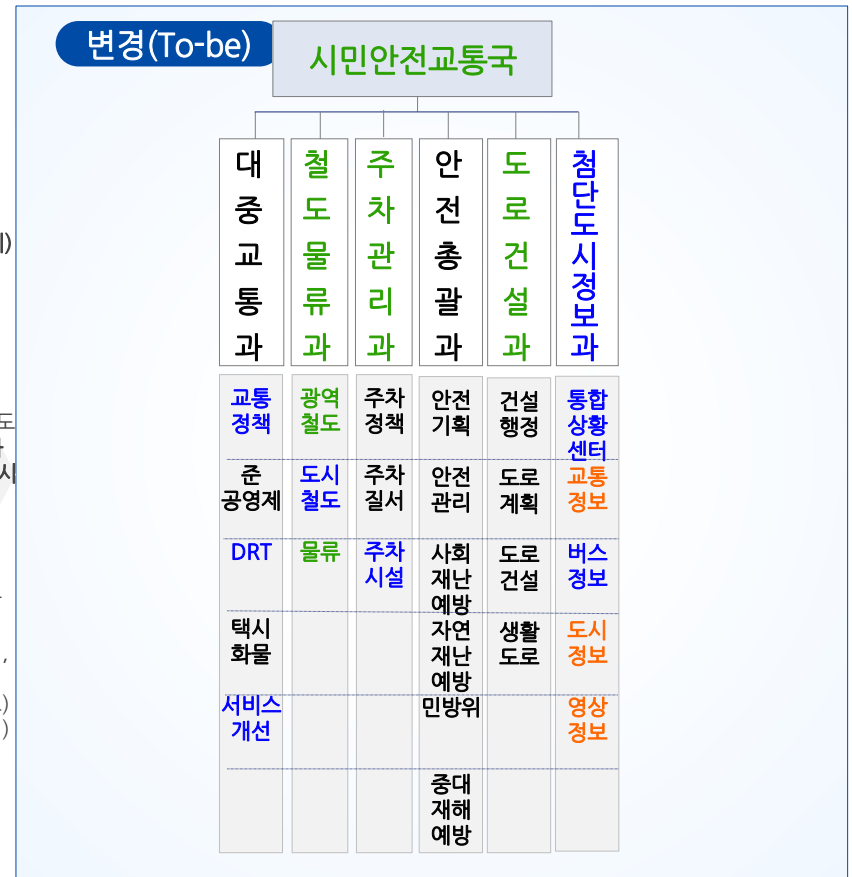 변경(To-be)
시민안전교통국
대중교통과
철도물류과
주차관리과
안전총괄과
도로건설과
첨단도시정보과
교통
정책
준
공영제
DRT
택시
화물
서비스
개선
광역
철도
도시
철도
물류
주차
정책
주차
질서
주차
시설
안전
기획
안전
관리
사회
재난
예방
자연
재난
예방
민방위
중대
재해
예방
건설
행정
도로
계획
도로
건설
생활
도로
통합
상황
센터
교통
정보
버스
정보
도시
정보
영상
정보
도
시
,
)
)